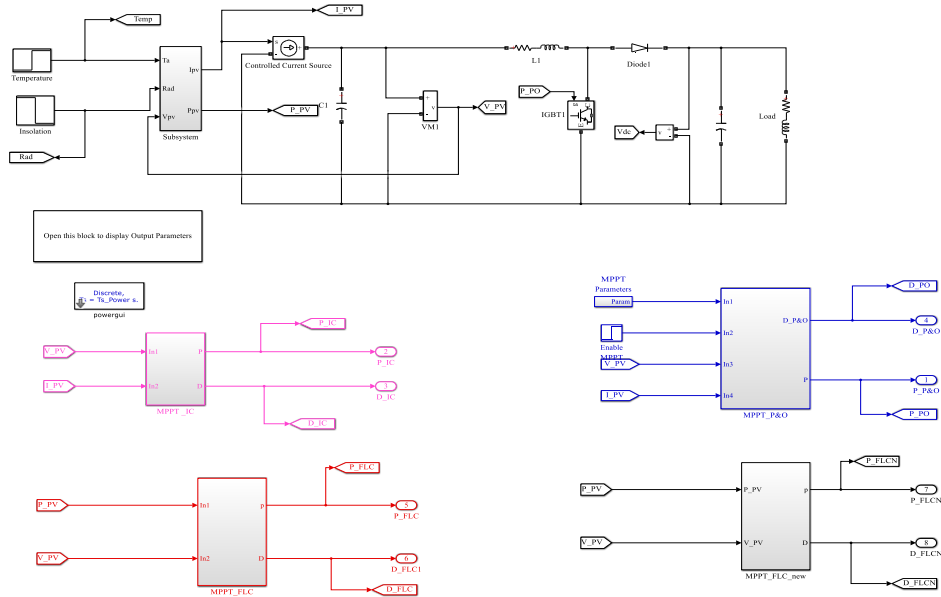 Temp
I_PV
Temperature
Ta
Rad
Vpv
Ipv
Ppv
Subsystem
s
Controlled Current Source
P_PV
C1
VM1
v
V_PV
L1
P_PO
IGBT1
Diode1
Vdc
v
Load
Insolation
Rad
Open this block to display Output Parameters
Discrete,
= Ts_Power s.
powergui
V_PV
I_PV
In1
In2
P
D
MPPT _IC
P_IC
2
P_IC
3
D_IC
D_IC
MPPT
Parameters
Param
Enable
MPPT
V_PV
I_PV
In1
In2
In3
In4
D_P&O
P
MPPT_P&O
D_PO
4
D_P&O
1
P_P&O
P_PO
P_PV
V_PV
In1
In2
P
D
MPPT_FLC
P_FLC
5
P_FLC
6
D_FLC1
D_FLC
P_PV
V_PV
P_PV
V_PV
P
D
MPPT_FLC_new
P_FLCN
7
P_FLCN
8
D_FLCN
D_FLCN